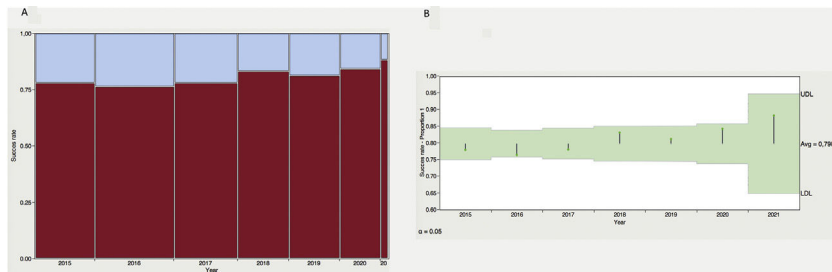 A
1.00
0.75
0.50
0.25
0.00
Succes rate
2015 2016 2017 2018 2019 2020 20
Year
B
1.00
0.95
0.90
0.85
0.80
0.75
0.70
0.65
0.60
Succes rate - Proportion 1
UDL
Avg = 0,798
LDL
2015 2016 2017 2018 2019 2020 2021
Year
α = 0.05